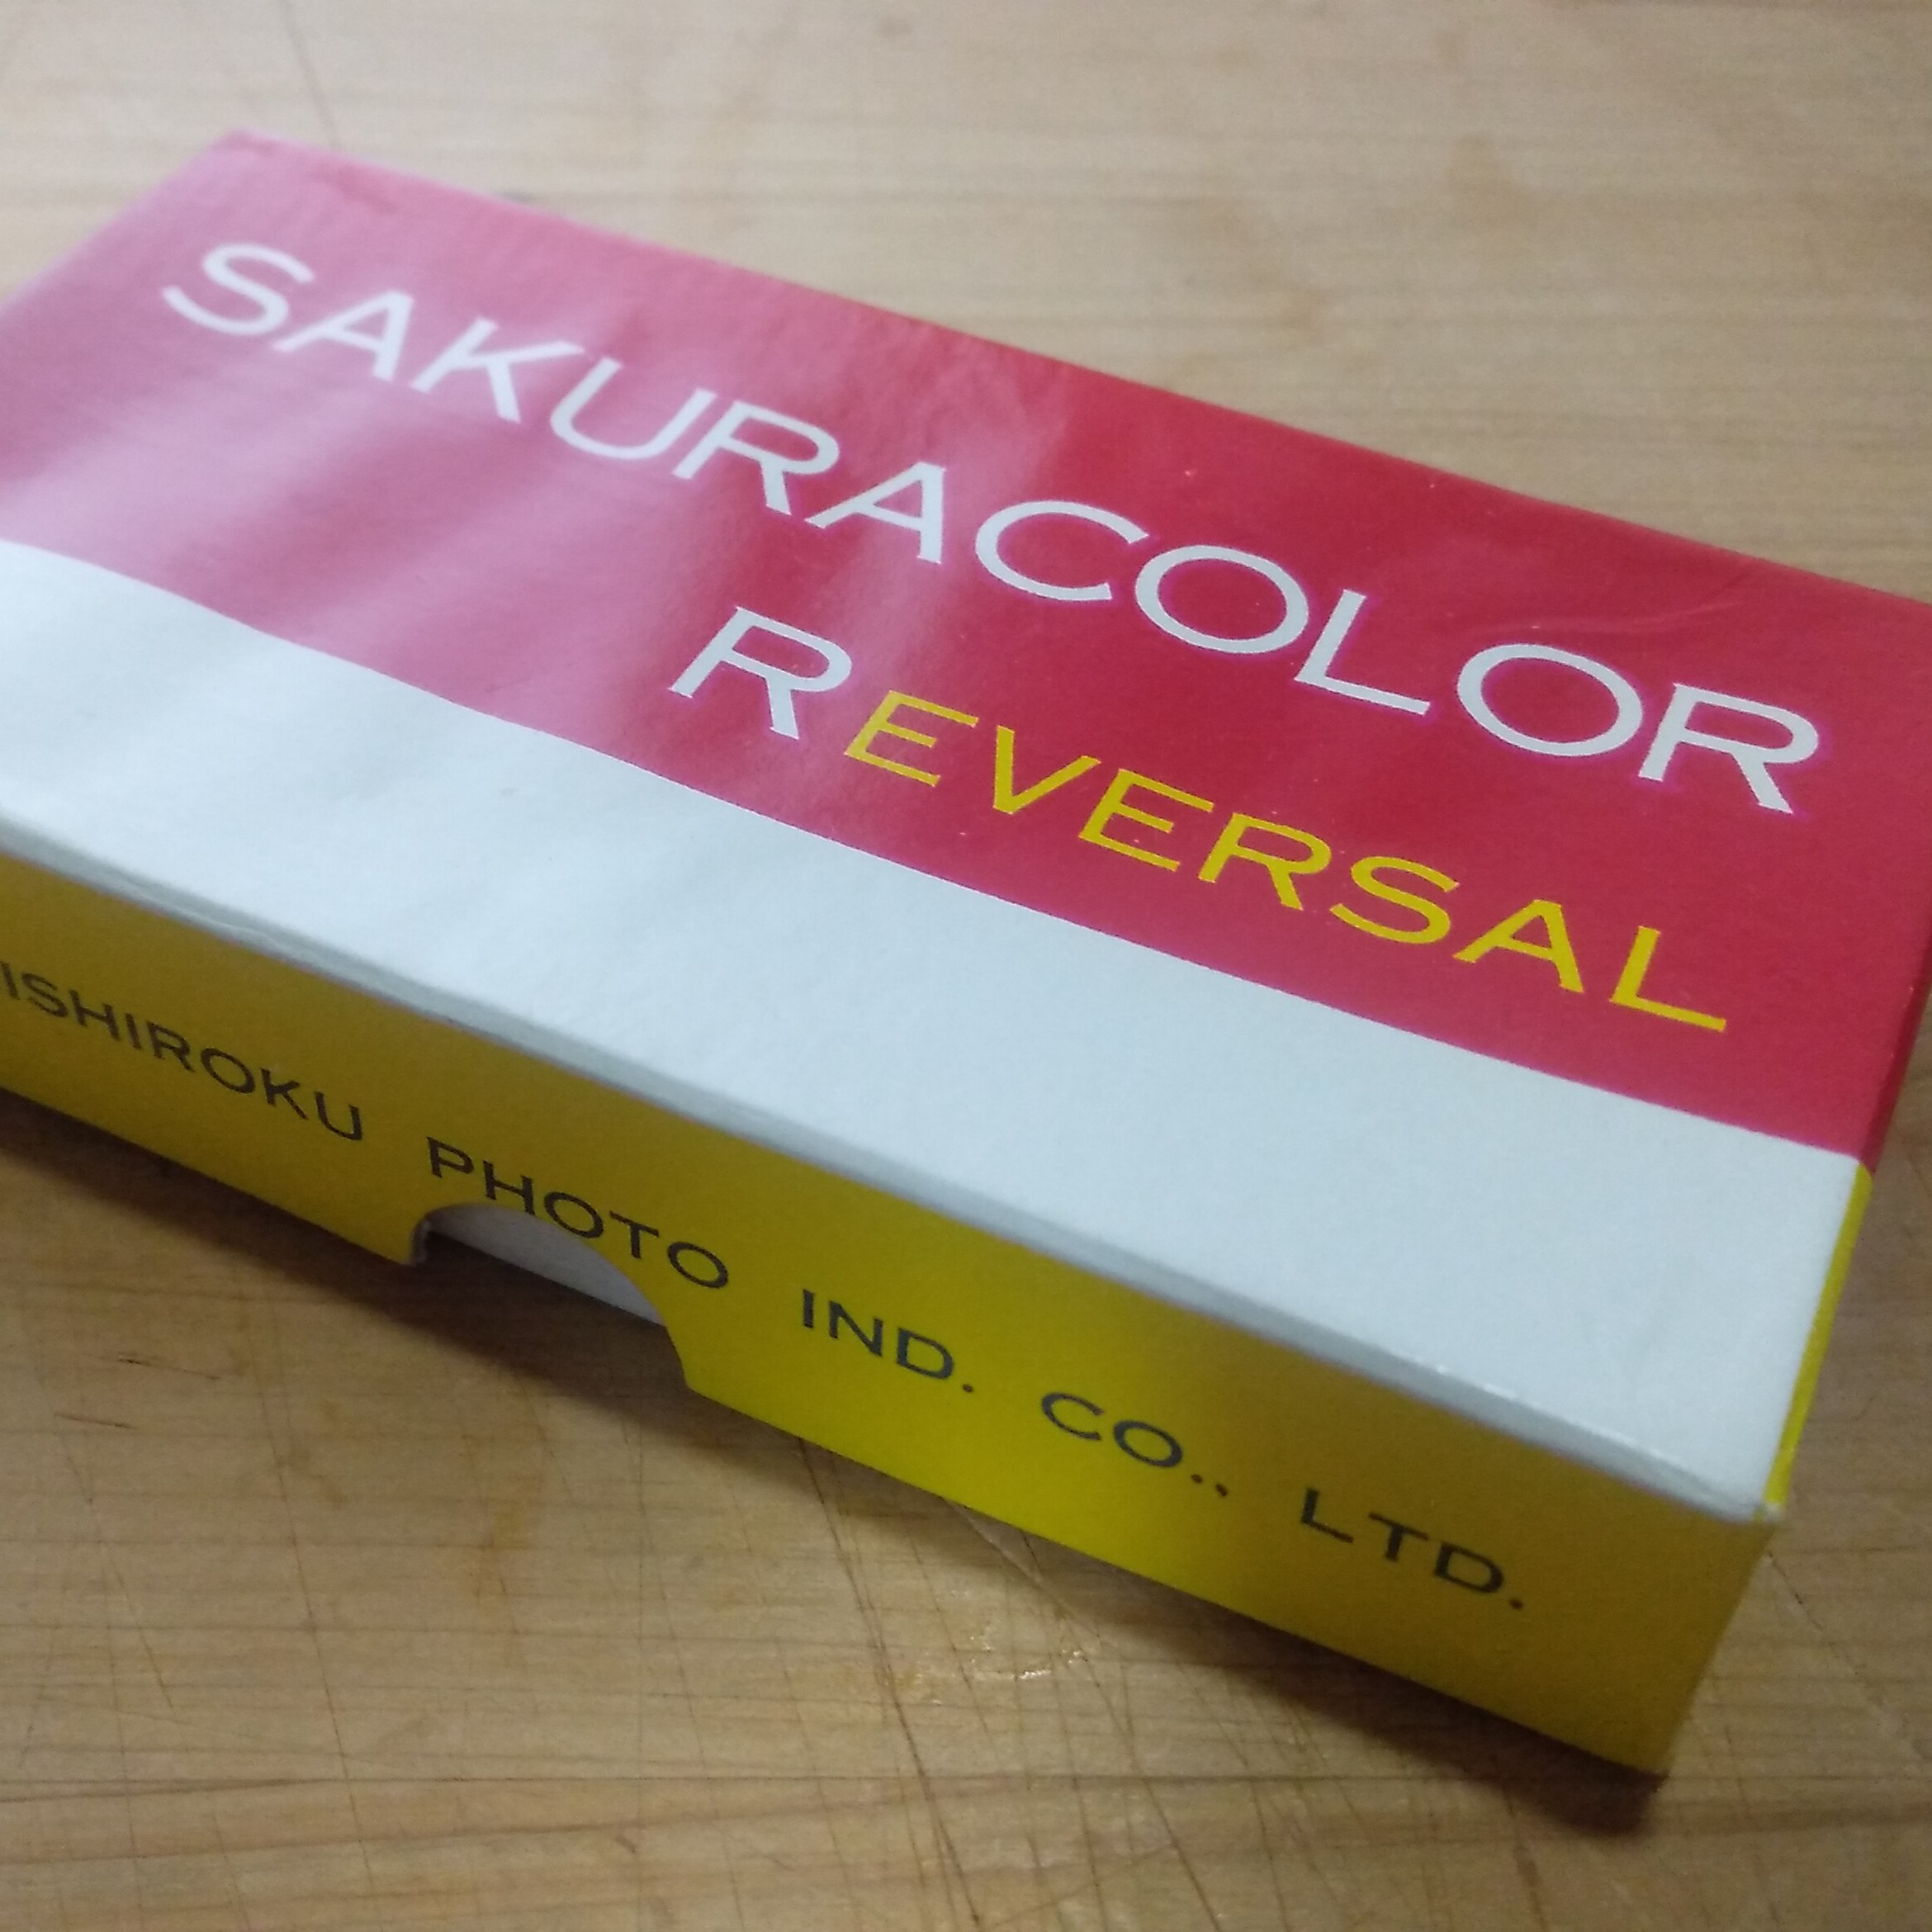 SAKURACOLOR
REVERSAL
ISHIROKU PHOTO IND. CO., LTD.